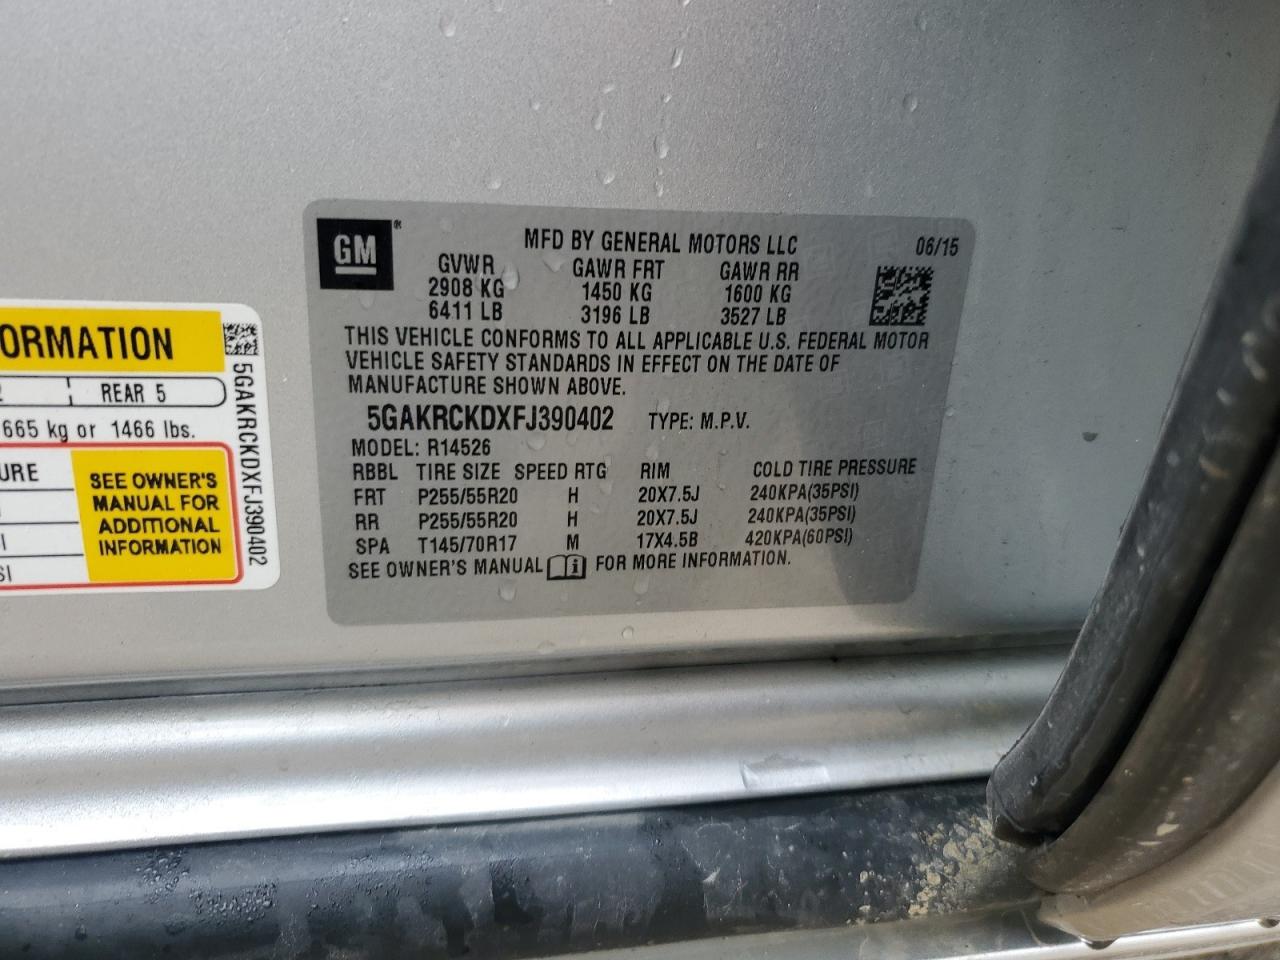 GM ®
MFD BY GENERAL MOTORS LLC 06/15
GVWR GAWR FRT GAWR RR
2908 KG 1450 KG 1600 KG
6411 LB 3196 LB 3527 LB
THIS VEHICLE CONFORMS TO ALL APPLICABLE U.S. FEDERAL MOTOR
VEHICLE SAFETY STANDARDS IN EFFECT ON THE DATE OF
MANUFACTURE SHOWN ABOVE.
5GAKRCKDXFJ390402 TYPE: M.P.V.
MODEL: R14526
RBBL TIRE SIZE SPEED RTG RIM COLD TIRE PRESSURE
FRT P255/55R20 H 20X7.5J 240KPA(35PSI)
RR P255/55R20 H 20X7.5J 240KPA(35PSI)
SPA T145/70R17 M 17X4.5B 420KPA(60PSI)
SEE OWNER'S MANUAL FOR MORE INFORMATION.
ORMATION
REAR 5
665 kg or 1466 lbs.
URE
SEE OWNER'S
MANUAL FOR
ADDITIONAL
INFORMATION
SI
5GAKRCKDXFJ390402